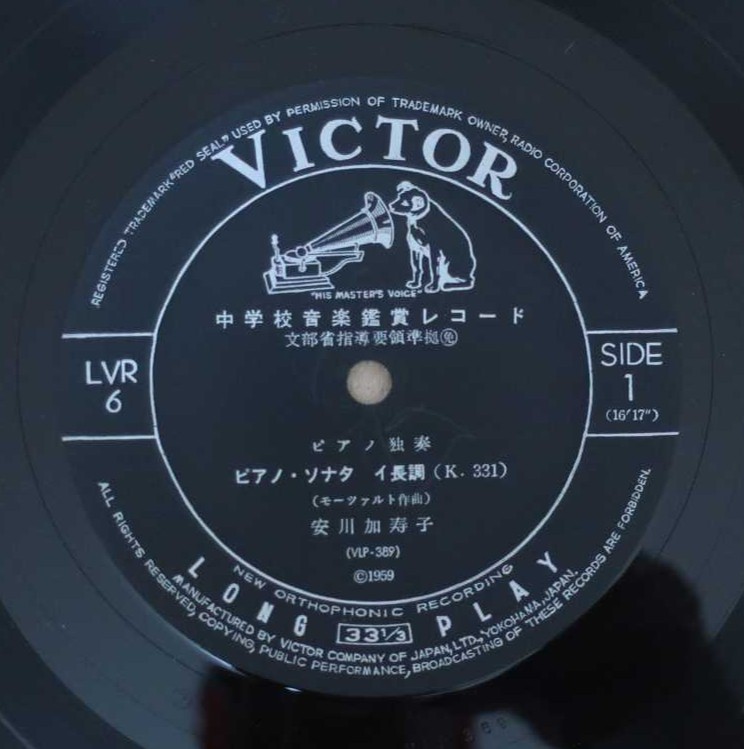 REGISTERED TRADEMARK "RED SEAL" USED BY PERMISSION OF TRADEMARK OWNER, RADIO CORPORATION OF AMERICA
VICTOR
"HIS MASTER'S VOICE"
中学校音楽鑑賞レコード
文部省指導要領準拠㊞
LVR
6
SIDE
1
(16'17")
ピアノ独奏
ピアノ・ソナタ イ長調(K. 331)
(モーツァルト作曲)
安川加寿子
(VLP・389)
©1959
NEW ORTHOPHONIC RECORDING
LONG 33 1/3 PLAY
MANUFACTURED BY VICTOR COMPANY OF JAPAN, LTD., YOKOHAMA, JAPAN.
ALL RIGHTS RESERVED, COPYING, PUBLIC PERFORMANCE, BROADCASTING OF THESE RECORDS ARE FORBIDDEN.